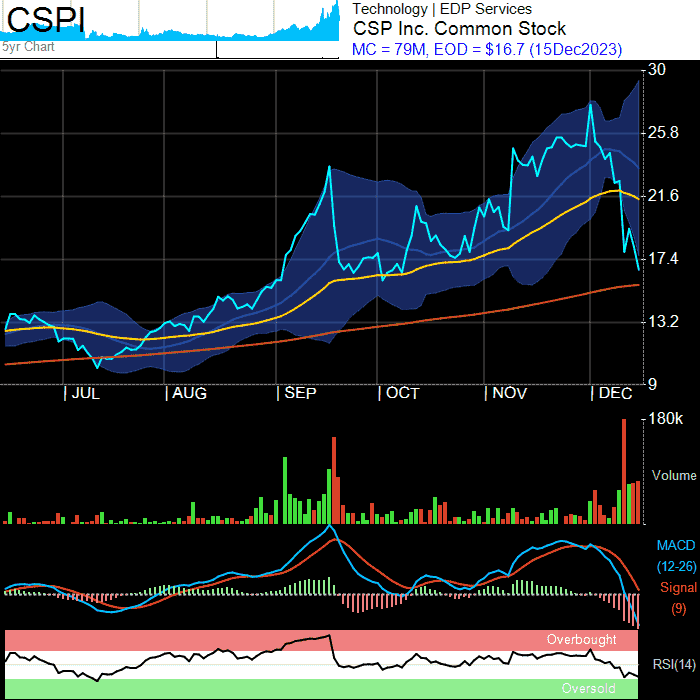 CSPI
5yr Chart
Technology | EDP Services
CSP Inc. Common Stock
MC = 79M, EOD = $16.7 (15Dec2023)
30
25.8
21.6
17.4
13.2
9
| JUL | AUG | SEP | OCT | NOV | DEC
180k
Volume
MACD
(12-26)
Signal
(9)
Overbought
RSI(14)
Oversold